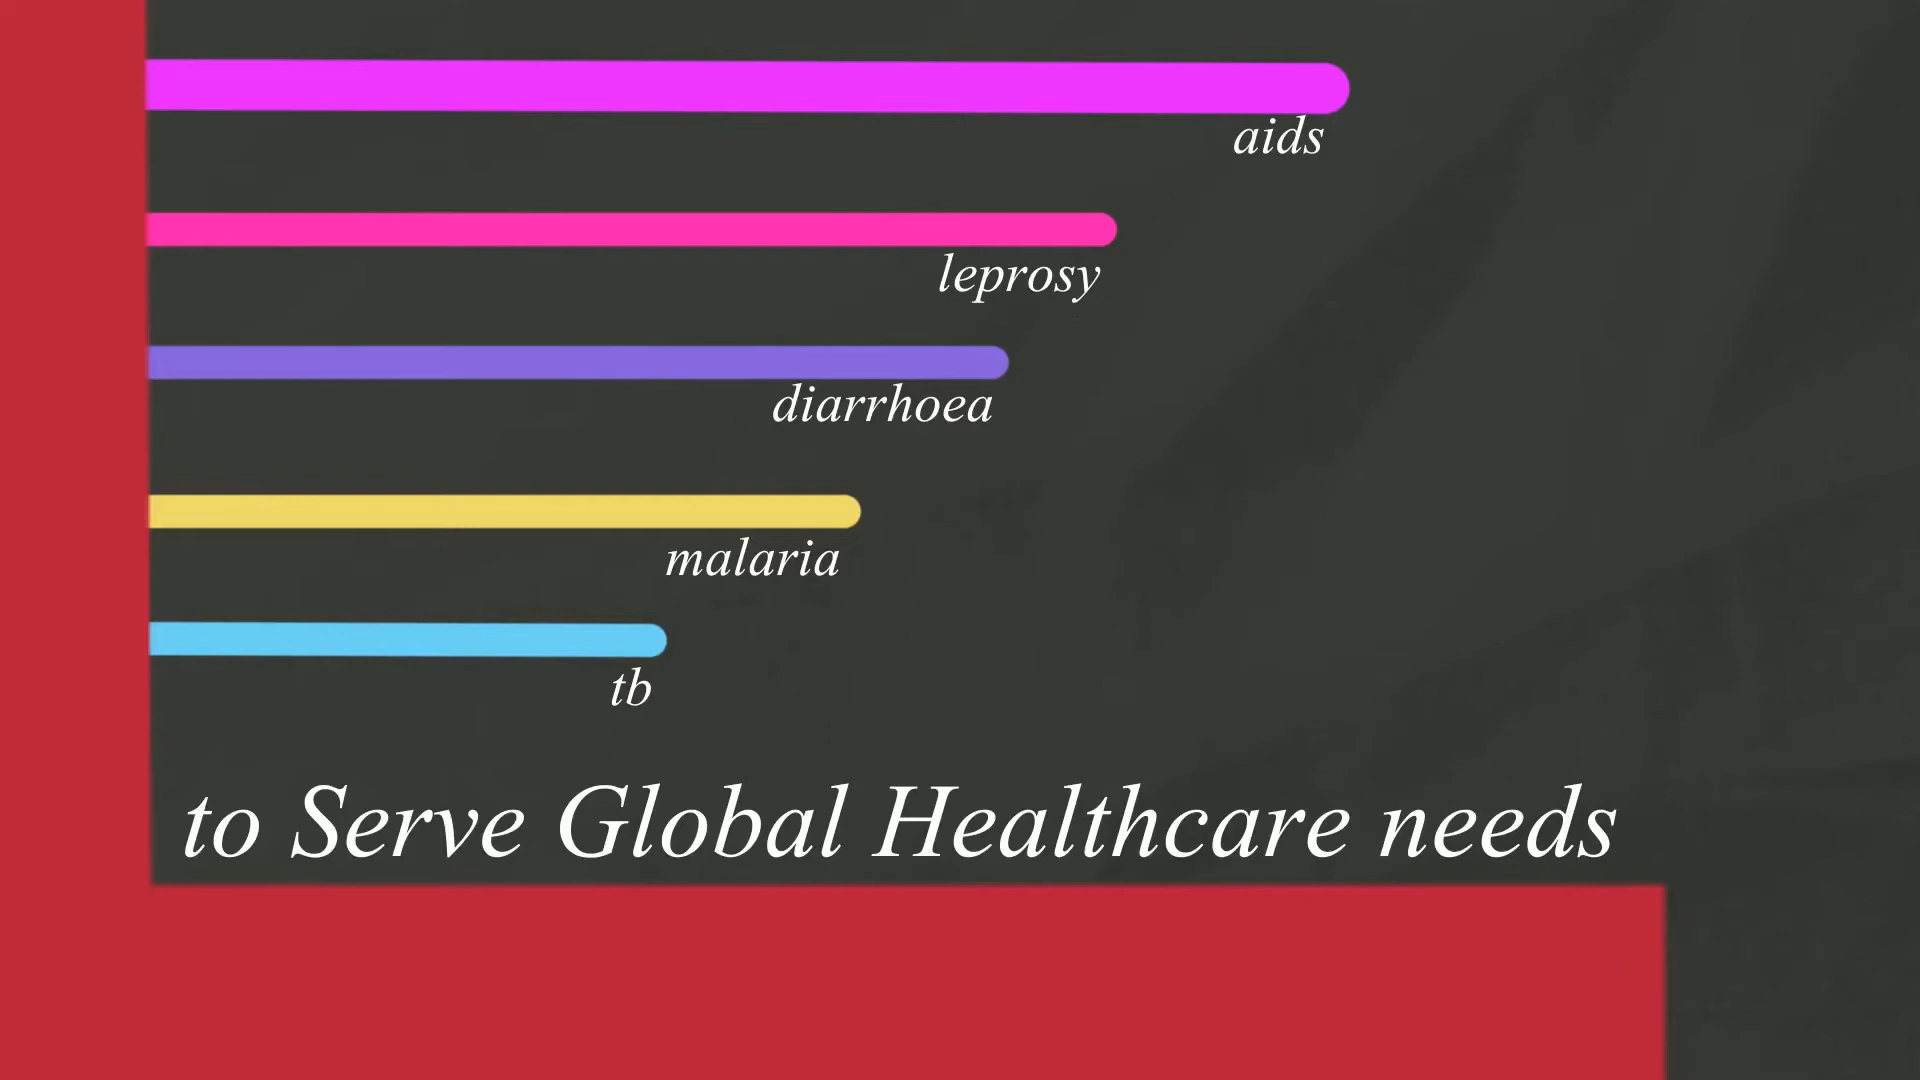 aids
leprosy
diarrhoea
malaria
tb
to Serve Global Healthcare needs